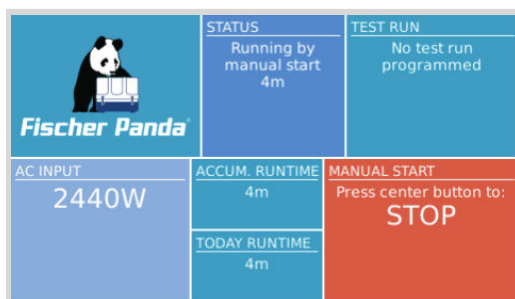 Fischer Panda
STATUS
Running by
manual start
4m
TEST RUN
No test run
programmed
AC INPUT
2440W
ACCUM. RUNTIME
4m
TODAY RUNTIME
4m
MANUAL START
Press center button to:
STOP